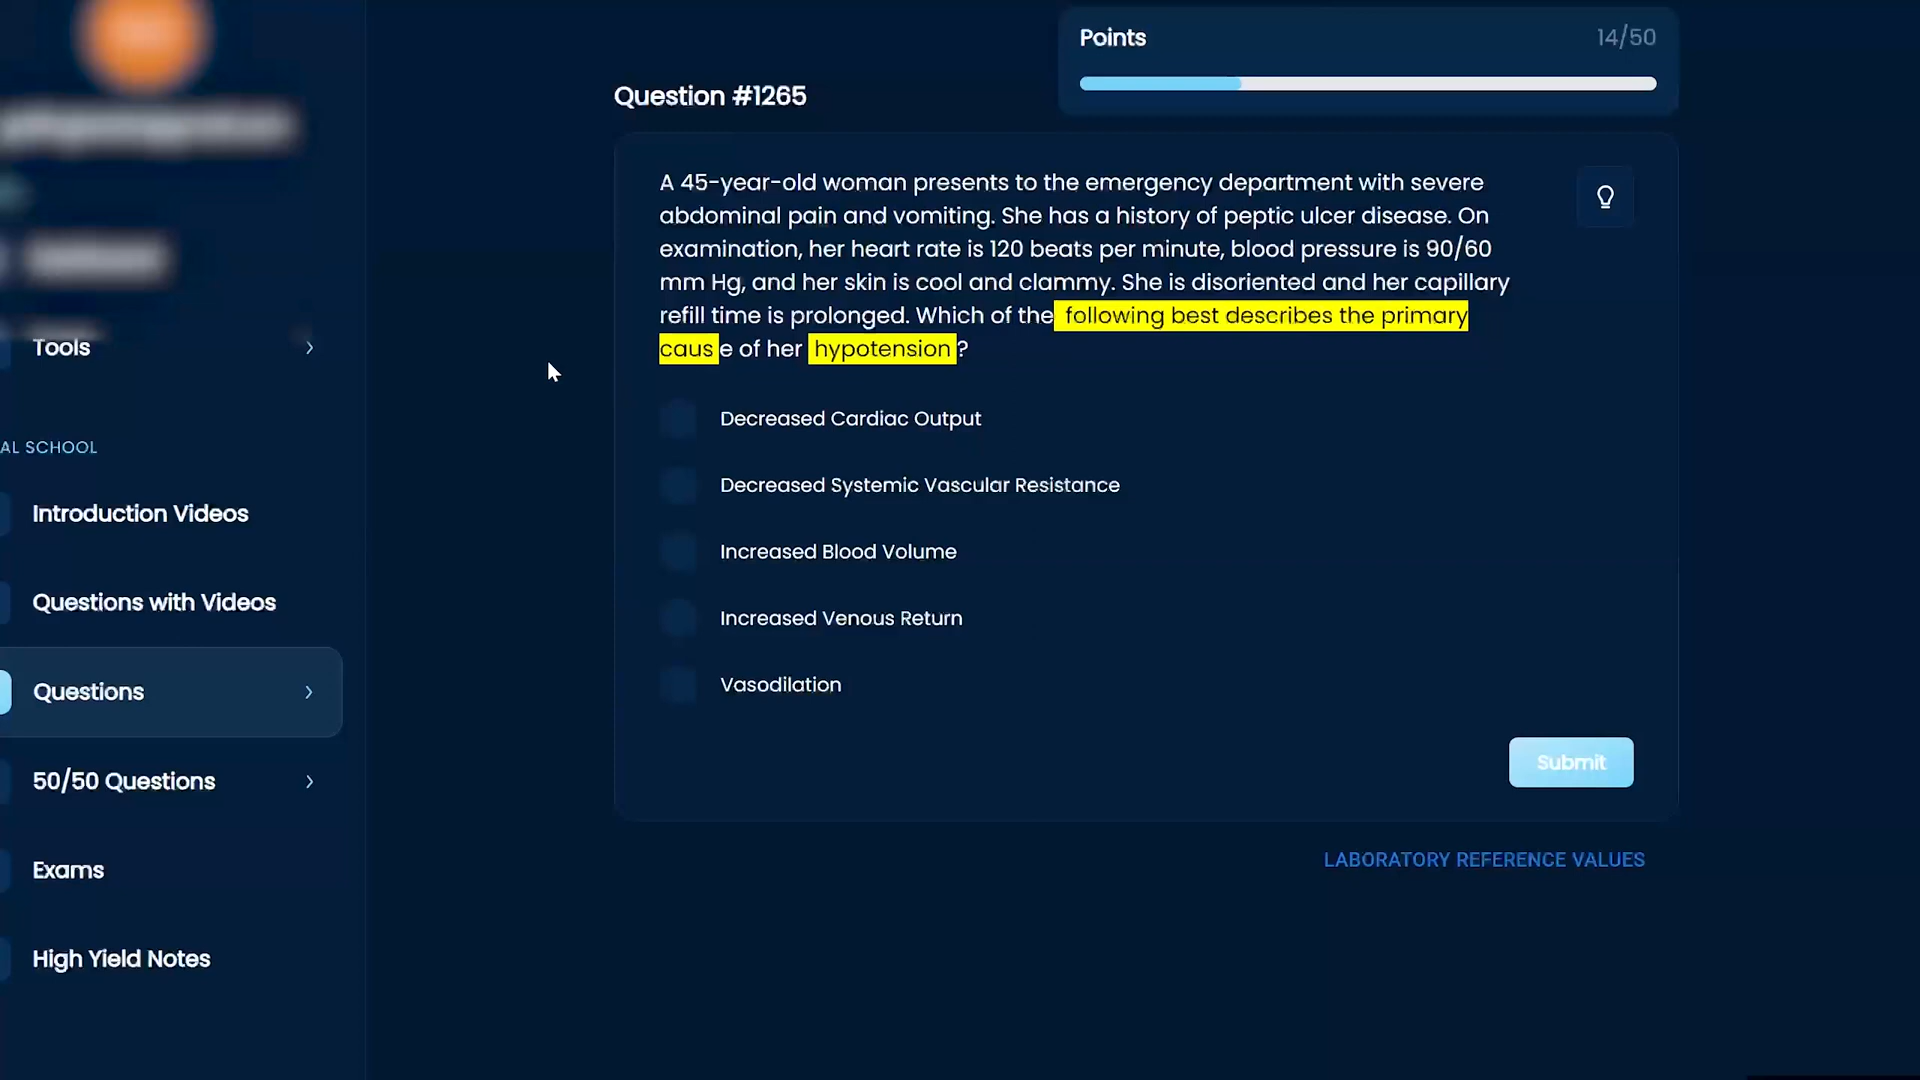 Points
14/50
Question #1265
A 45-year-old woman presents to the emergency department with severe
abdominal pain and vomiting. She has a history of peptic ulcer disease. On
examination, her heart rate is 120 beats per minute, blood pressure is 90/60
mm Hg, and her skin is cool and clammy. She is disoriented and her capillary
refill time is prolonged. Which of the following best describes the primary
cause of her hypotension ?
Decreased Cardiac Output
Decreased Systemic Vascular Resistance
Increased Blood Volume
Increased Venous Return
Vasodilation
Submit
LABORATORY REFERENCE VALUES
Tools
AL SCHOOL
Introduction Videos
Questions with Videos
Questions
50/50 Questions
Exams
High Yield Notes